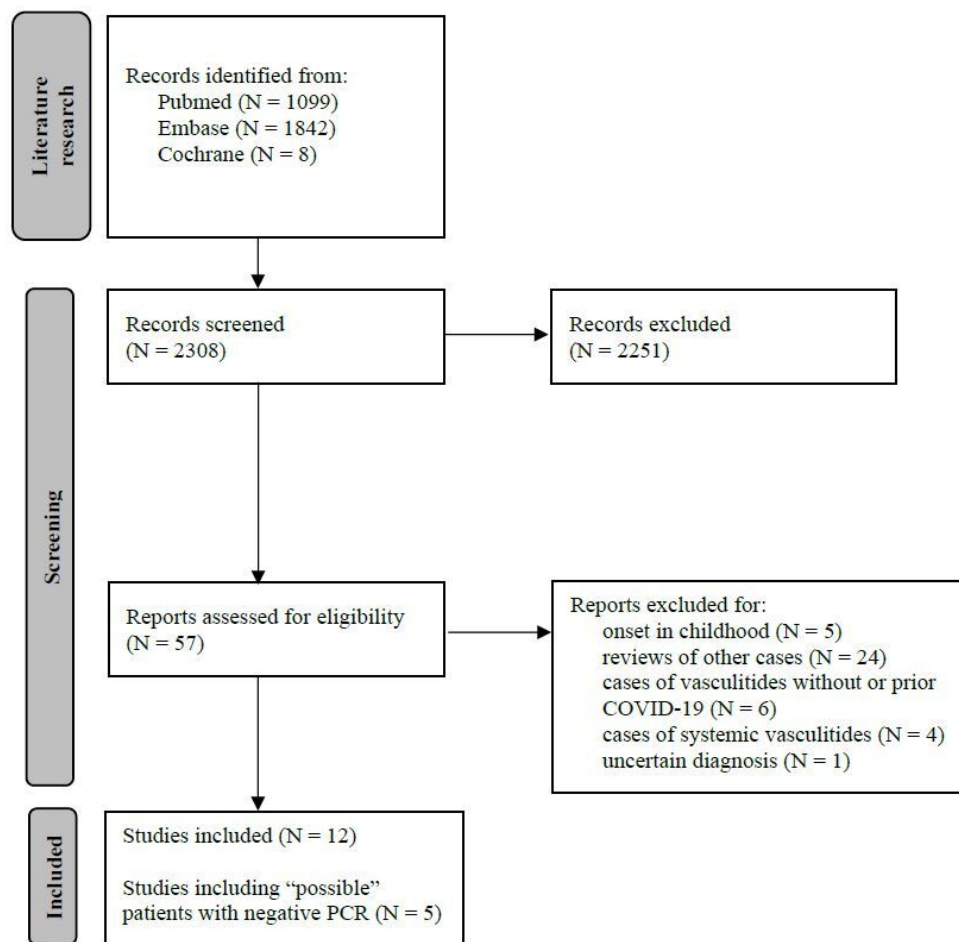 Literature
research
Records identified from:
Pubmed (N = 1099)
Embase (N = 1842)
Cochrane (N = 8)
Screening
Records screened
(N = 2308)
Records excluded
(N = 2251)
Reports assessed for eligibility
(N = 57)
Reports excluded for:
onset in childhood (N = 5)
reviews of other cases (N = 24)
cases of vasculitides without or prior
COVID-19 (N = 6)
cases of systemic vasculitides (N = 4)
uncertain diagnosis (N = 1)
Included
Studies included (N = 12)
Studies including “possible”
patients with negative PCR (N = 5)